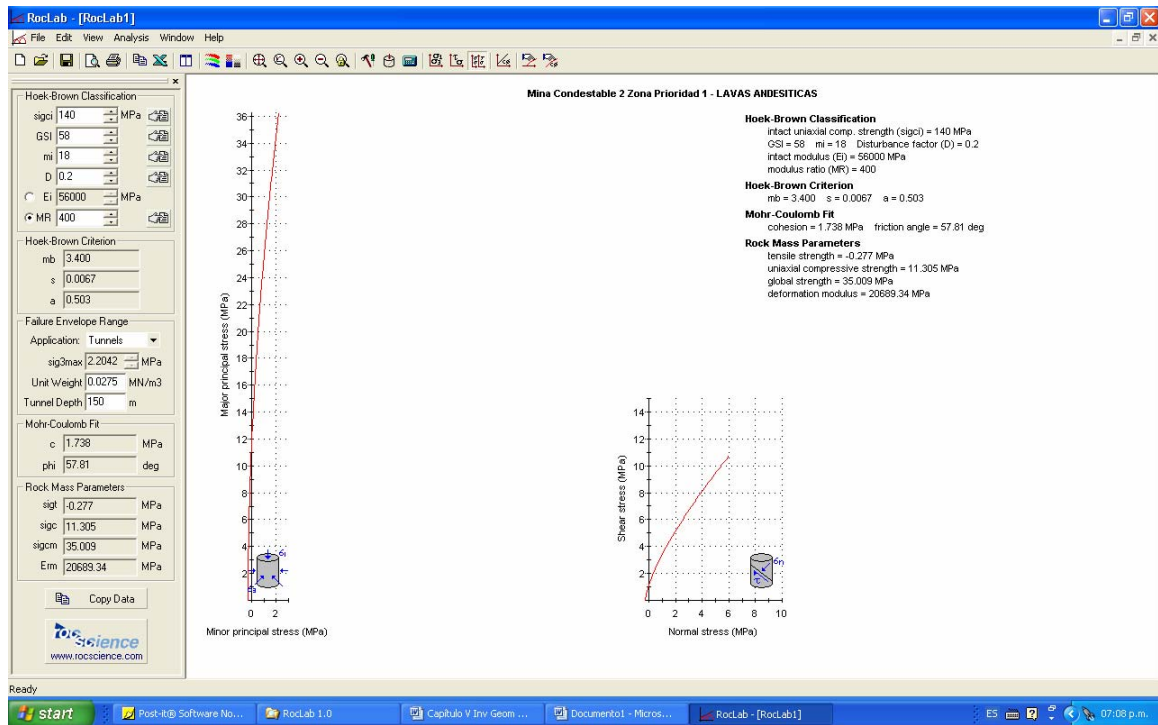 RocLab - [RocLab1]
File Edit View Analysis Window Help
Hoek-Brown Classification
sigci 140 MPa
GSI 58
mi 18
D 0.2
Ei 56000 MPa
MR 400
Hoek-Brown Criterion
mb 3.400
s 0.0067
a 0.503
Failure Envelope Range
Application: Tunnels
sig3max 2.2042 MPa
Unit Weight 0.0275 MN/m3
Tunnel Depth 150 m
Mohr-Coulomb Fit
c 1.738 MPa
phi 57.81 deg
Rock Mass Parameters
sigt -0.277 MPa
sigc 11.305 MPa
sigcm 35.009 MPa
Erm 20689.34 MPa
Copy Data
rocscience
www.rocscience.com
Mina Condestable 2 Zona Prioridad 1 - LAVAS ANDESITICAS
Hoek-Brown Classification
intact uniaxial comp. strength (sigci) = 140 MPa
GSI = 58 mi = 18 Disturbance factor (D) = 0.2
intact modulus (Ei) = 56000 MPa
modulus ratio (MR) = 400
Hoek-Brown Criterion
mb = 3.400 s = 0.0067 a = 0.503
Mohr-Coulomb Fit
cohesion = 1.738 MPa friction angle = 57.81 deg
Rock Mass Parameters
tensile strength = -0.277 MPa
uniaxial compressive strength = 11.305 MPa
global strength = 35.009 MPa
deformation modulus = 20689.34 MPa
Major principal stress (MPa)
36
34
32
30
28
26
24
22
20
18
16
14
12
10
8
6
4
2
σ1
σ3
0 2
Minor principal stress (MPa)
Shear stress (MPa)
14
12
10
8
6
4
2
σn
τ
0 2 4 6 8 10
Normal stress (MPa)
Ready
start
Post-it® Software No...
RocLab 1.0
Capítulo V Inv Geom ...
Documento1 - Micros...
RocLab - [RocLab1]
ES
07:08 p.m.